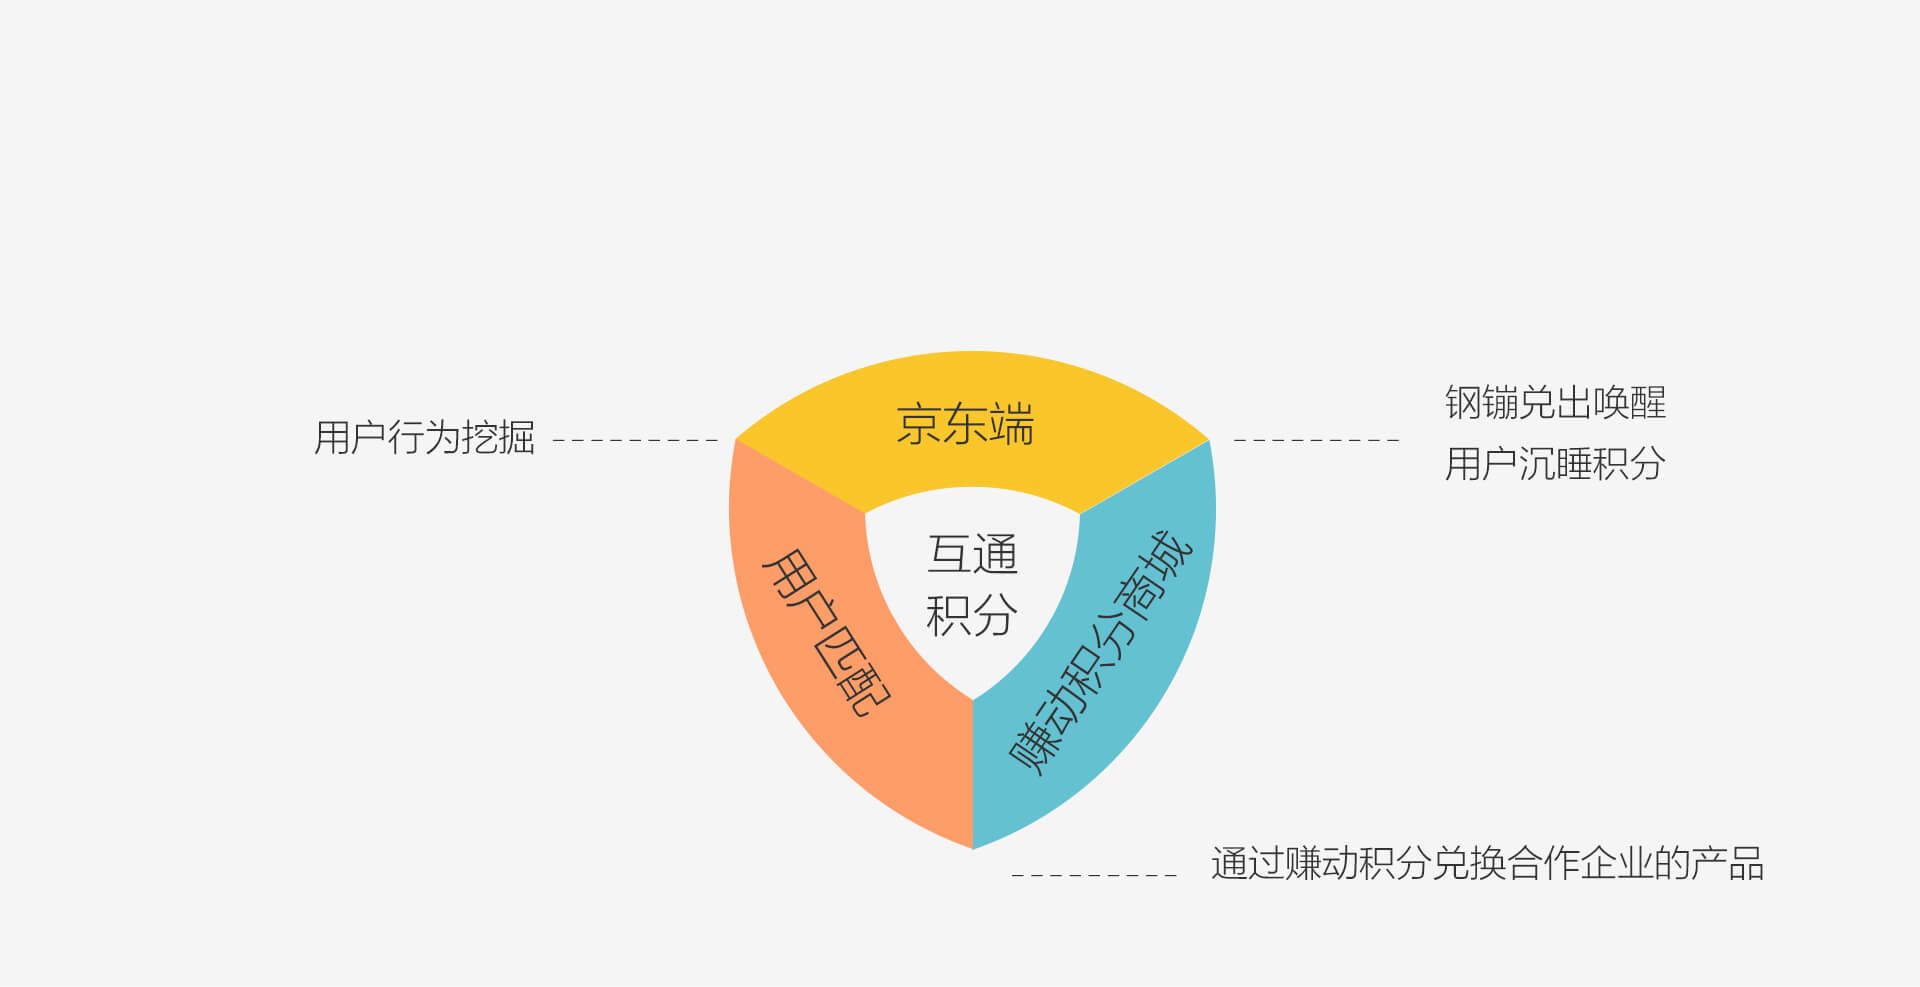 钢镚兑出唤醒
用户沉睡积分
京东端
用户行为挖掘
互通
积分
用户匹配
赚动积分商城
通过赚动积分兑换合作企业的产品